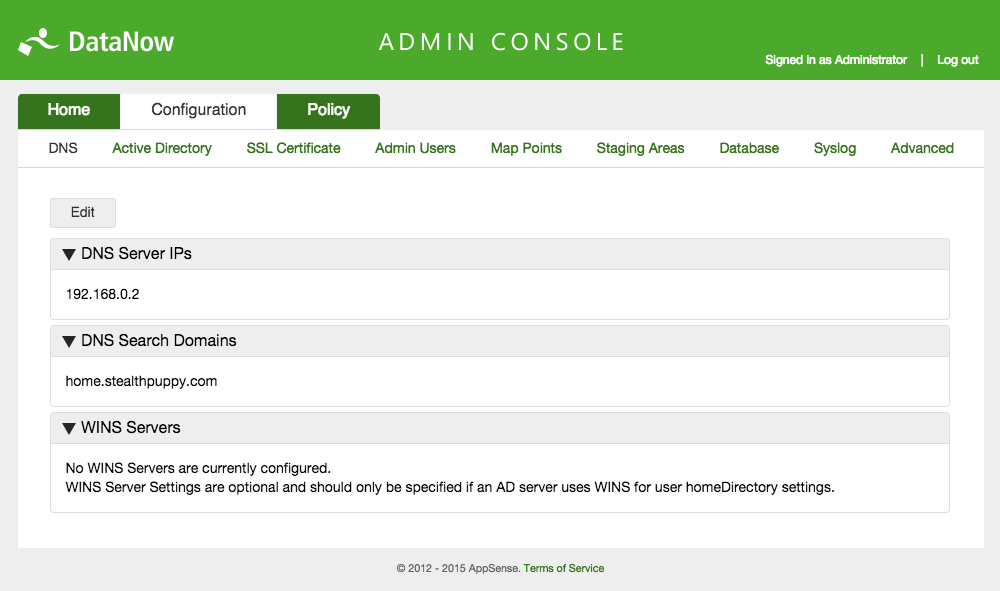 DataNow
ADMIN CONSOLE
Signed in as Administrator | Log out
Home Configuration Policy
DNS Active Directory SSL Certificate Admin Users Map Points Staging Areas Database Syslog Advanced
Edit
DNS Server IPs
192.168.0.2
DNS Search Domains
home.stealthpuppy.com
WINS Servers
No WINS Servers are currently configured.
WINS Server Settings are optional and should only be specified if an AD server uses WINS for user homeDirectory settings.
© 2012 - 2015 AppSense. Terms of Service